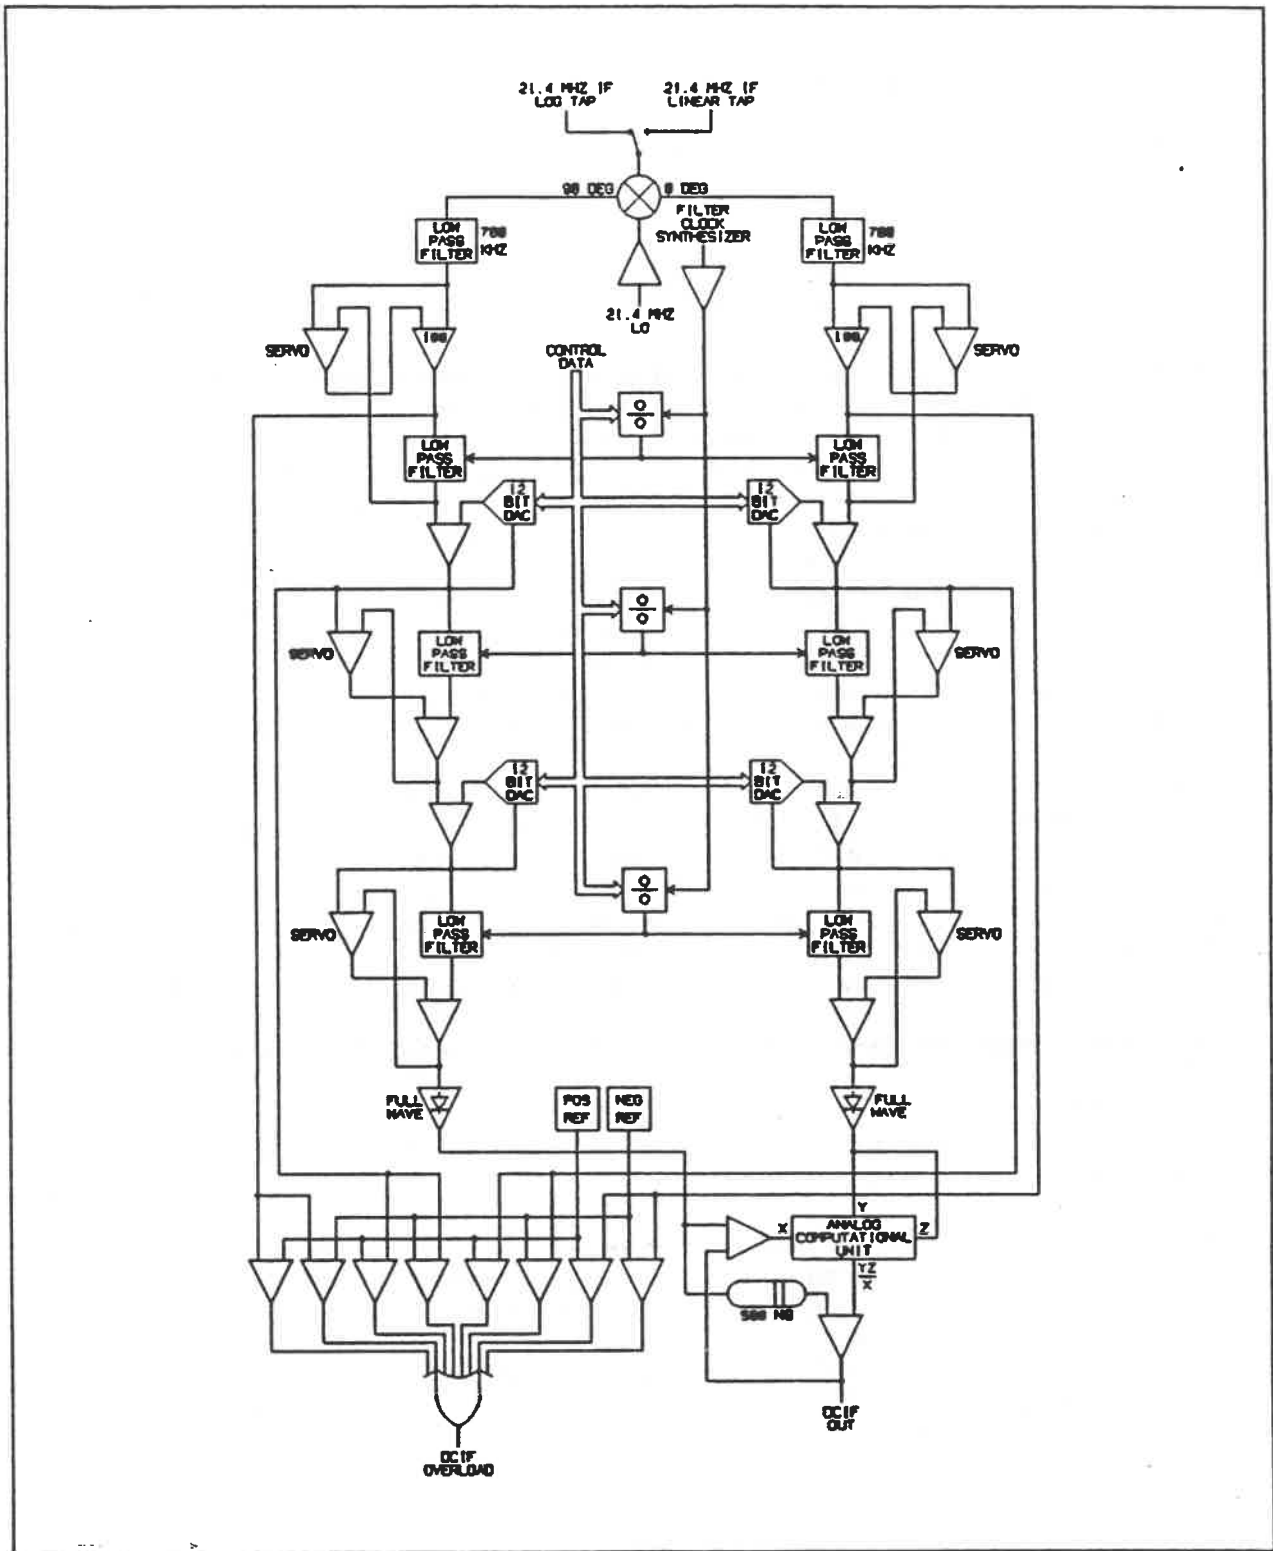 21.4 MHZ IF
LOG TAP
21.4 MHZ IF
LINEAR TAP
90 DEG
0 DEG
FILTER
CLOCK
SYNTHESIZER
LOW
PASS
FILTER
700
KHZ
LOW
PASS
FILTER
700
KHZ
21.4 MHZ
LO
SERVO
100
100
SERVO
CONTROL
DATA
LOW
PASS
FILTER
LOW
PASS
FILTER
12
BIT
DAC
12
BIT
DAC
SERVO
LOW
PASS
FILTER
LOW
PASS
FILTER
SERVO
12
BIT
DAC
12
BIT
DAC
SERVO
LOW
PASS
FILTER
LOW
PASS
FILTER
SERVO
FULL
WAVE
POS
REF
NEG
REF
FULL
WAVE
Y
X
ANALOG
COMPUTATIONAL
UNIT
Z
YZ
X
500 NS
DCIF
OUT
DCIF
OVERLOAD